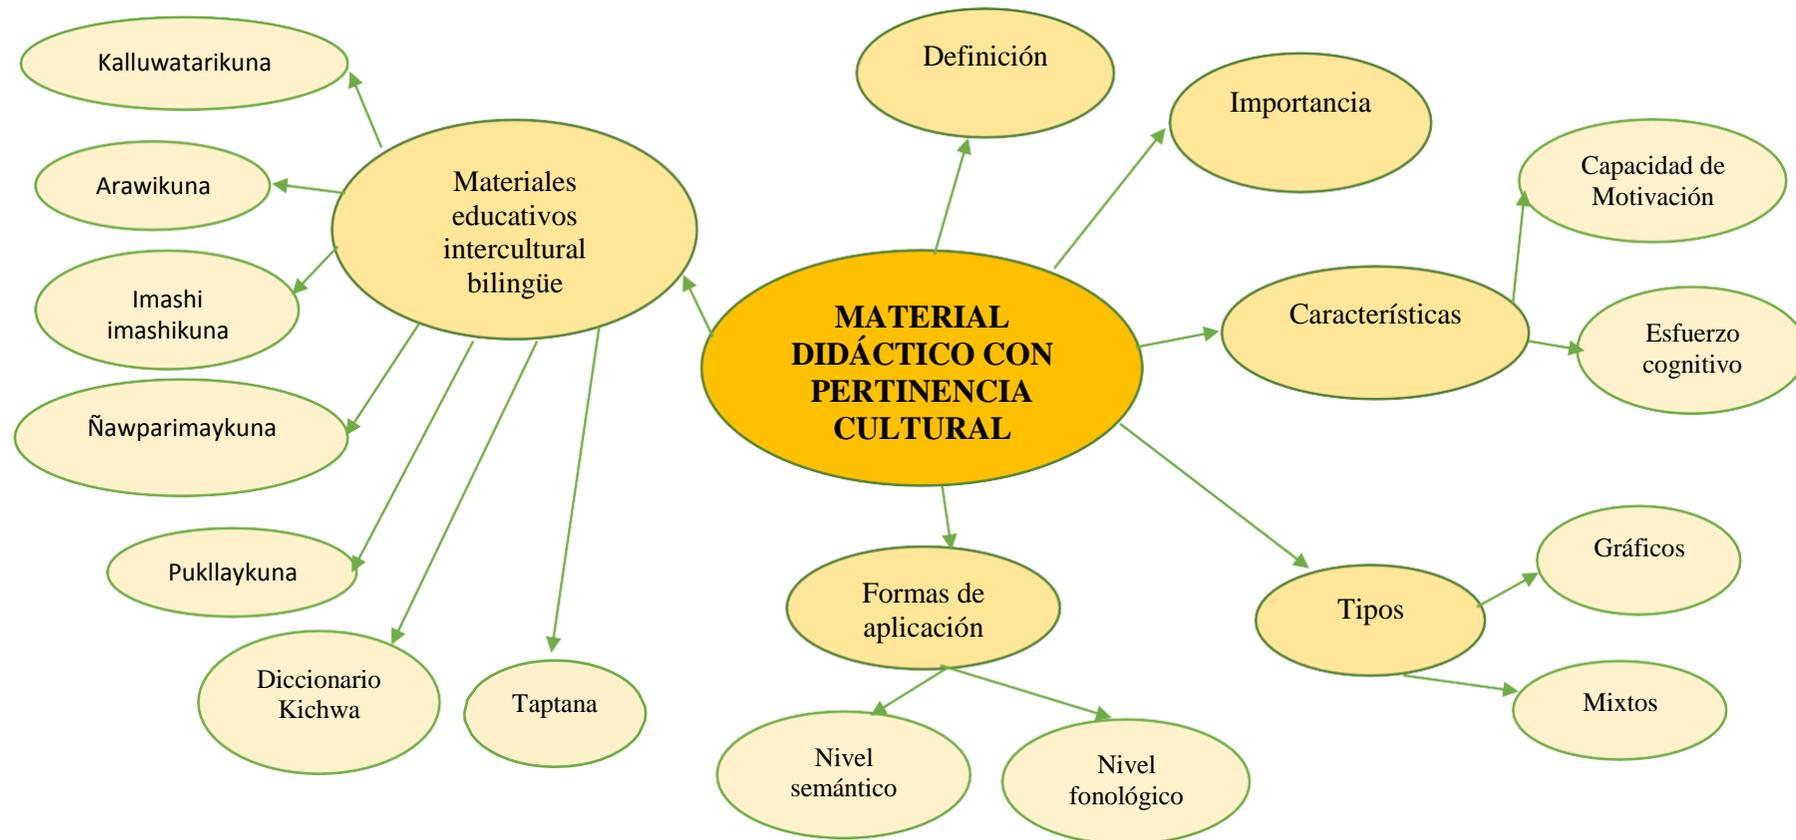 Kalluwatarikuna
Arawikuna
Imashi
imashikuna
Ñawparimaykuna
Pukllaykuna
Diccionario
Kichwa
Taptana
Materiales
educativos
intercultural
bilingüe
Definición
Importancia
MATERIAL
DIDÁCTICO CON
PERTINENCIA
CULTURAL
Características
Capacidad de
Motivación
Esfuerzo
cognitivo
Formas de
aplicación
Nivel
semántico
Nivel
fonológico
Tipos
Gráficos
Mixtos